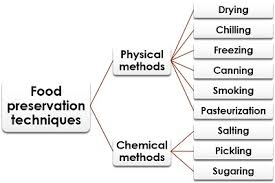 Food
preservation
techniques
Physical
methods
Drying
Chilling
Freezing
Canning
Smoking
Pasteurization
Chemical
methods
Salting
Pickling
Sugaring